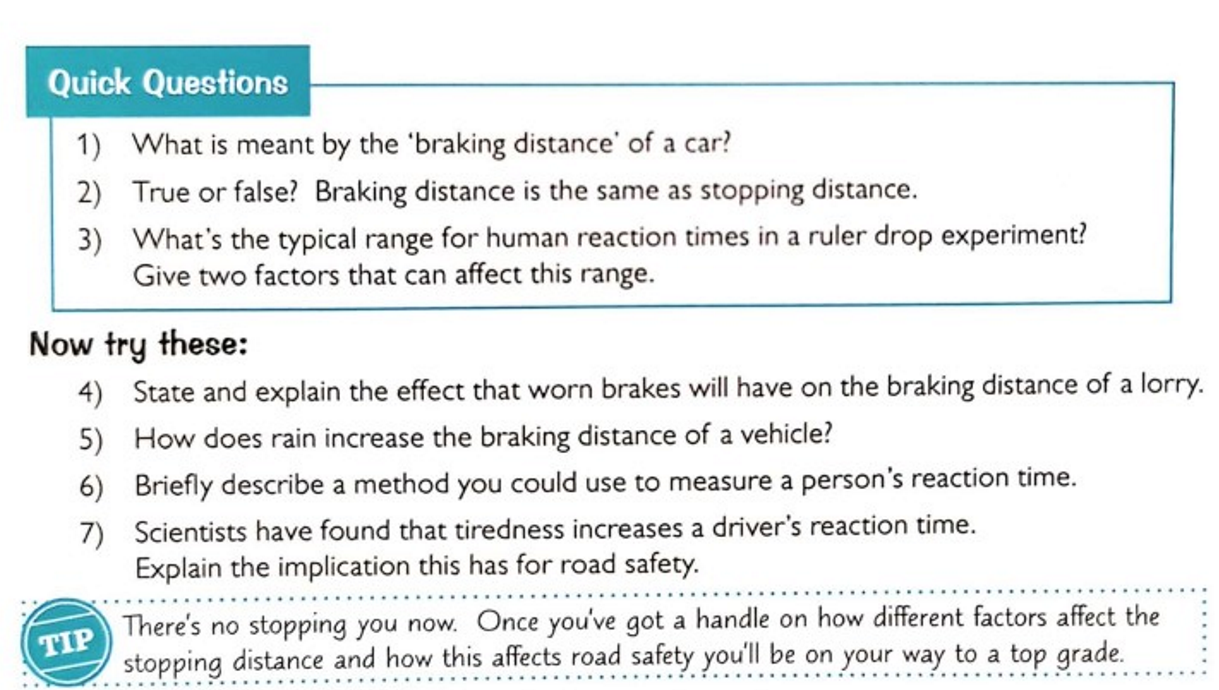 Quick Questions
1) What is meant by the ‘braking distance’ of a car?
2) True or false? Braking distance is the same as stopping distance.
3) What's the typical range for human reaction times in a ruler drop experiment?
Give two factors that can affect this range.
Now try these:
4) State and explain the effect that worn brakes will have on the braking distance of a lorry.
5) How does rain increase the braking distance of a vehicle?
6) Briefly describe a method you could use to measure a person's reaction time.
7) Scientists have found that tiredness increases a driver's reaction time.
Explain the implication this has for road safety.
TIP
There's no stopping you now. Once you've got a handle on how different factors affect the
stopping distance and how this affects road safety you'll be on your way to a top grade.